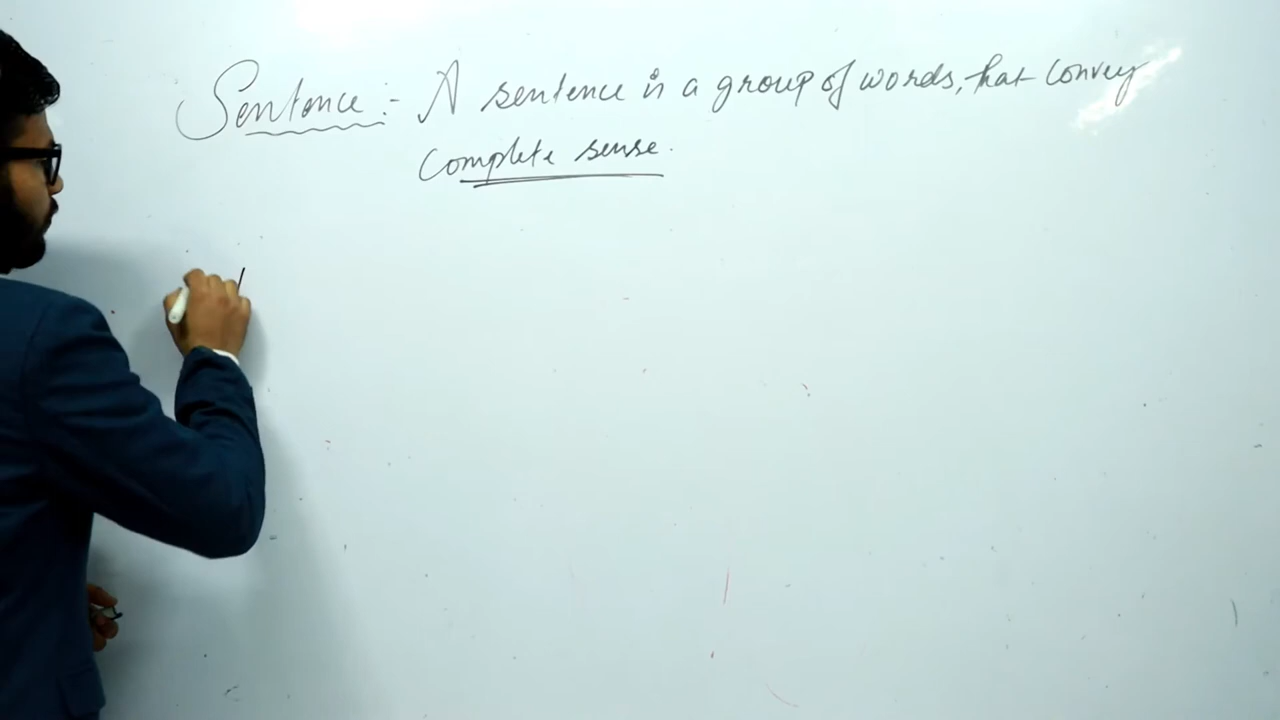 Sentence :- A sentence is a group of words, that convey
complete sense.